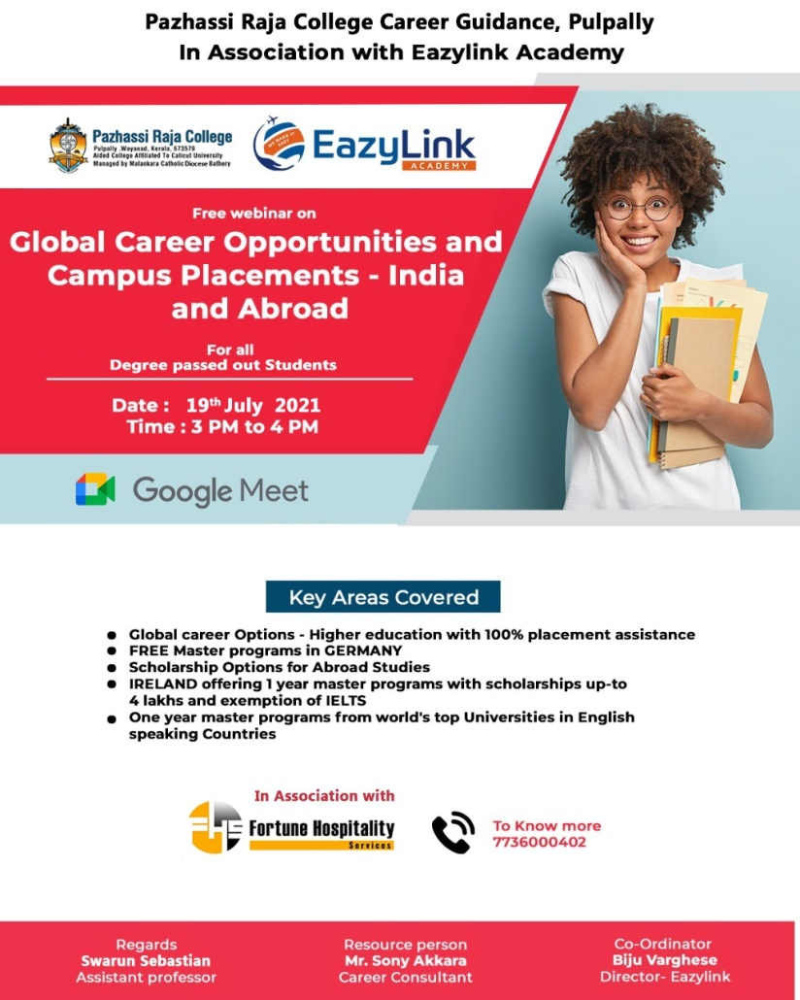 Pazhassi Raja College Career Guidance, Pulpally
In Association with Eazylink Academy
Pazhassi Raja College
Pulpally ,Wayanad, Kerala, 673579
Aided College Affiliated To Calicut University
Managed by Malankara Catholic Diocese Bathery
WE MAKE IT
EASY
EazyLink
ACADEMY
Free webinar on
Global Career Opportunities and
Campus Placements - India
and Abroad
For all
Degree passed out Students
Date : 19th July 2021
Time : 3 PM to 4 PM
Google Meet
Key Areas Covered
Global career Options - Higher education with 100% placement assistance
FREE Master programs in GERMANY
Scholarship Options for Abroad Studies
IRELAND offering 1 year master programs with scholarships up-to
4 lakhs and exemption of IELTS
One year master programs from world's top Universities in English
speaking Countries
In Association with
FHS
Fortune Hospitality
Services
To Know more
7736000402
Regards
Swarun Sebastian
Assistant professor
Resource person
Mr. Sony Akkara
Career Consultant
Co-Ordinator
Biju Varghese
Director- Eazylink